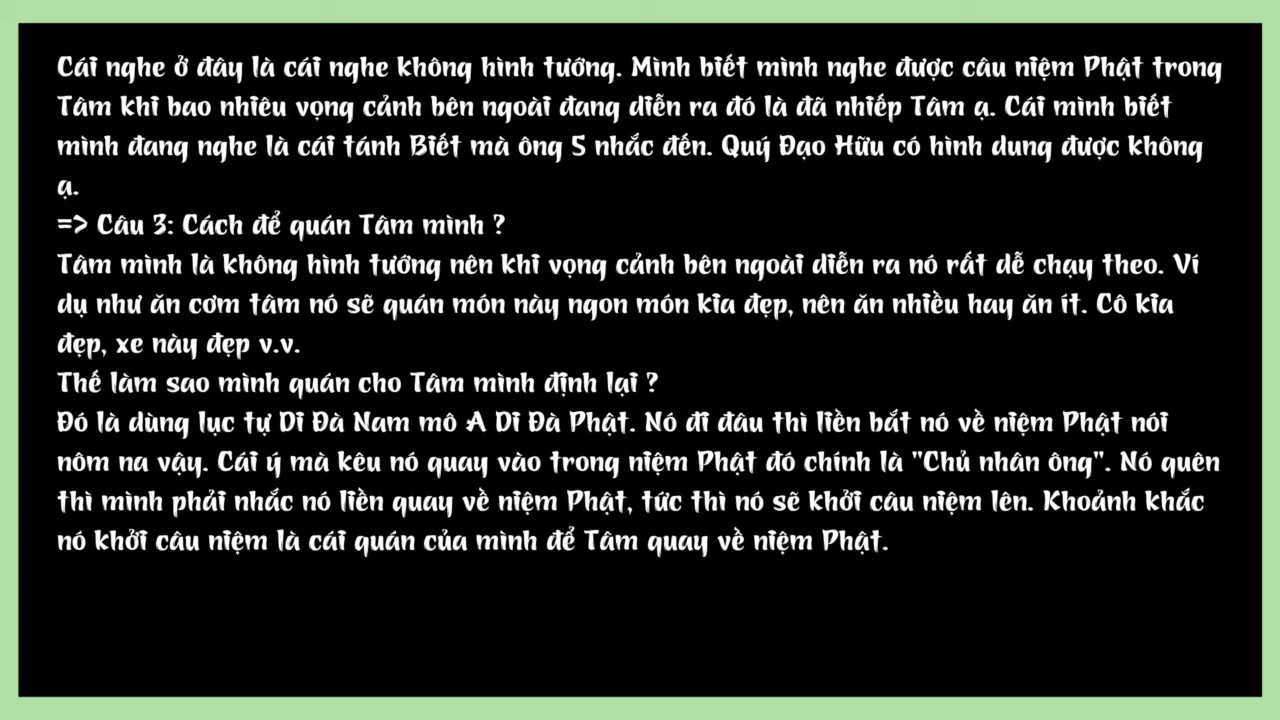 Cái nghe ở đây là cái nghe không hình tướng. Mình biết mình nghe được câu niệm Phật trong
Tâm khi bao nhiêu vọng cảnh bên ngoài đang diễn ra đó là đã nhiếp Tâm ạ. Cái mình biết
mình đang nghe là cái tánh Biết mà ông 5 nhắc đến. Quý Đạo Hữu có hình dung được không
ạ.
=> Câu 3: Cách để quán Tâm mình ?
Tâm mình là không hình tướng nên khi vọng cảnh bên ngoài diễn ra nó rất dễ chạy theo. Ví
dụ như ăn cơm tâm nó sẽ quán món này ngon món kia đẹp, nên ăn nhiều hay ăn ít. Cô kia
đẹp, xe này đẹp v.v.
Thế làm sao mình quán cho Tâm mình định lại ?
Đó là dùng lục tự Di Đà Nam mô A Di Đà Phật. Nó đi đâu thì liền bắt nó về niệm Phật nói
nôm na vậy. Cái ý mà kêu nó quay vào trong niệm Phật đó chính là "Chủ nhân ông". Nó quên
thì mình phải nhắc nó liền quay về niệm Phật, tức thì nó sẽ khởi câu niệm lên. Khoảnh khắc
nó khởi câu niệm là cái quán của mình để Tâm quay về niệm Phật.